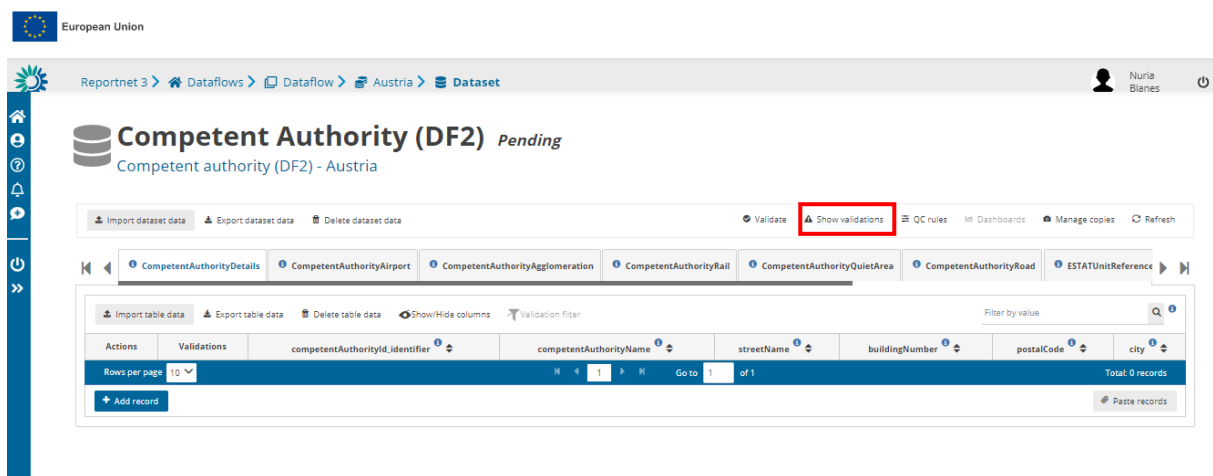 European Union
Reportnet 3 Dataflows Dataflow Austria Dataset
Nuria
Blanes
Competent Authority (DF2) Pending
Competent authority (DF2) - Austria
Import dataset data Export dataset data Delete dataset data Validate Show validations QC rules Dashboards Manage copies Refresh
CompetentAuthorityDetails CompetentAuthorityAirport CompetentAuthorityAgglomeration CompetentAuthorityRail CompetentAuthorityQuietArea CompetentAuthorityRoad ESTATUnitReference
Import table data Export table data Delete table data Show/Hide columns Validation filter Filter by value
Actions Validations competentAuthorityId_identifier competentAuthorityName streetName buildingNumber postalCode city
Rows per page 10 1 Go to 1 of 1 Total: 0 records
+ Add record Paste records